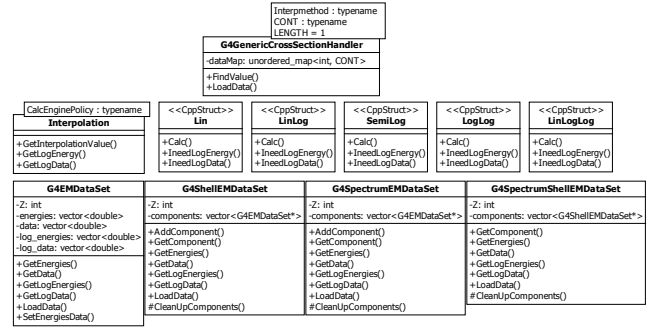 Interpmethod : typename
CONT : typename
LENGTH = 1
G4GenericCrossSectionHandler
-dataMap: unordered_map<int, CONT>
+FindValue()
+LoadData()
CalcEnginePolicy : typename
Interpolation
+GetInterpolationValue()
+GetLogEnergy()
+GetLogData()
<<CppStruct>>
Lin
+Calc()
+IneedLogEnergy()
+IneedLogData()
<<CppStruct>>
LinLog
+Calc()
+IneedLogEnergy()
+IneedLogData()
<<CppStruct>>
SemiLog
+Calc()
+IneedLogEnergy()
+IneedLogData()
<<CppStruct>>
LogLog
+Calc()
+IneedLogEnergy()
+IneedLogData()
<<CppStruct>>
LinLogLog
+Calc()
+IneedLogEnergy()
+IneedLogData()
G4EMDataSet
-Z: int
-energies: vector<double>
-data: vector<double>
-log_energies: vector<double>
-log_data: vector<double>
+GetEnergies()
+GetData()
+GetLogEnergies()
+GetLogData()
+LoadData()
+SetEnergiesData()
G4ShellEMDataSet
-Z: int
-components: vector<G4EMDataSet*>
+AddComponent()
+GetComponent()
+GetEnergies()
+GetData()
+GetLogEnergies()
+GetLogData()
+LoadData()
#CleanUpComponents()
G4SpectrumEMDataSet
-Z: int
-components: vector<G4EMDataSet*>
+AddComponent()
+GetComponent()
+GetEnergies()
+GetData()
+GetLogEnergies()
+GetLogData()
+LoadData()
#CleanUpComponents()
G4SpectrumShellEMDataSet
-Z: int
-components: vector<G4ShellEMDataSet*>
+GetComponent()
+GetEnergies()
+GetData()
+GetLogEnergies()
+GetLogData()
+LoadData()
#CleanUpComponents()